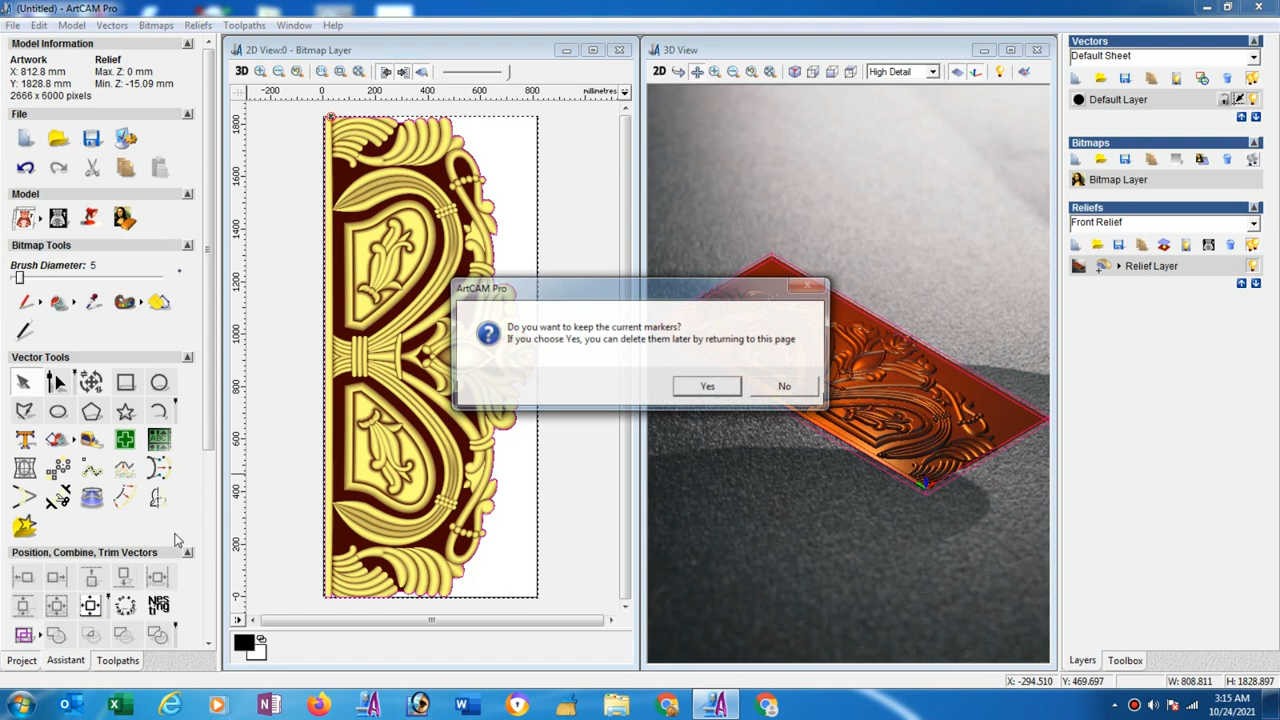 (Untitled) - ArtCAM Pro
File Edit Model Vectors Bitmaps Reliefs Toolpaths Window Help
Model Information
Artwork Relief
X: 812.8 mm Max. Z: 0 mm
Y: 1828.8 mm Min. Z: -15.09 mm
2666 x 6000 pixels
File
Model
Bitmap Tools
Brush Diameter: 5
Vector Tools
Position, Combine, Trim Vectors
Project Assistant Toolpaths
2D View:0 - Bitmap Layer
3D
-200 0 200 400 600 800 millimetres
1800
1600
1400
1200
1000
800
600
400
200
-0
ArtCAM Pro
Do you want to keep the current markers?
If you choose Yes, you can delete them later by returning to this page
Yes No
3D View
2D High Detail
Vectors
Default Sheet
Default Layer
Bitmaps
Bitmap Layer
Reliefs
Front Relief
Relief Layer
Layers Toolbox
X: -294.510 Y: 469.697 W: 808.811 H: 1828.897
3:15 AM
10/24/2021